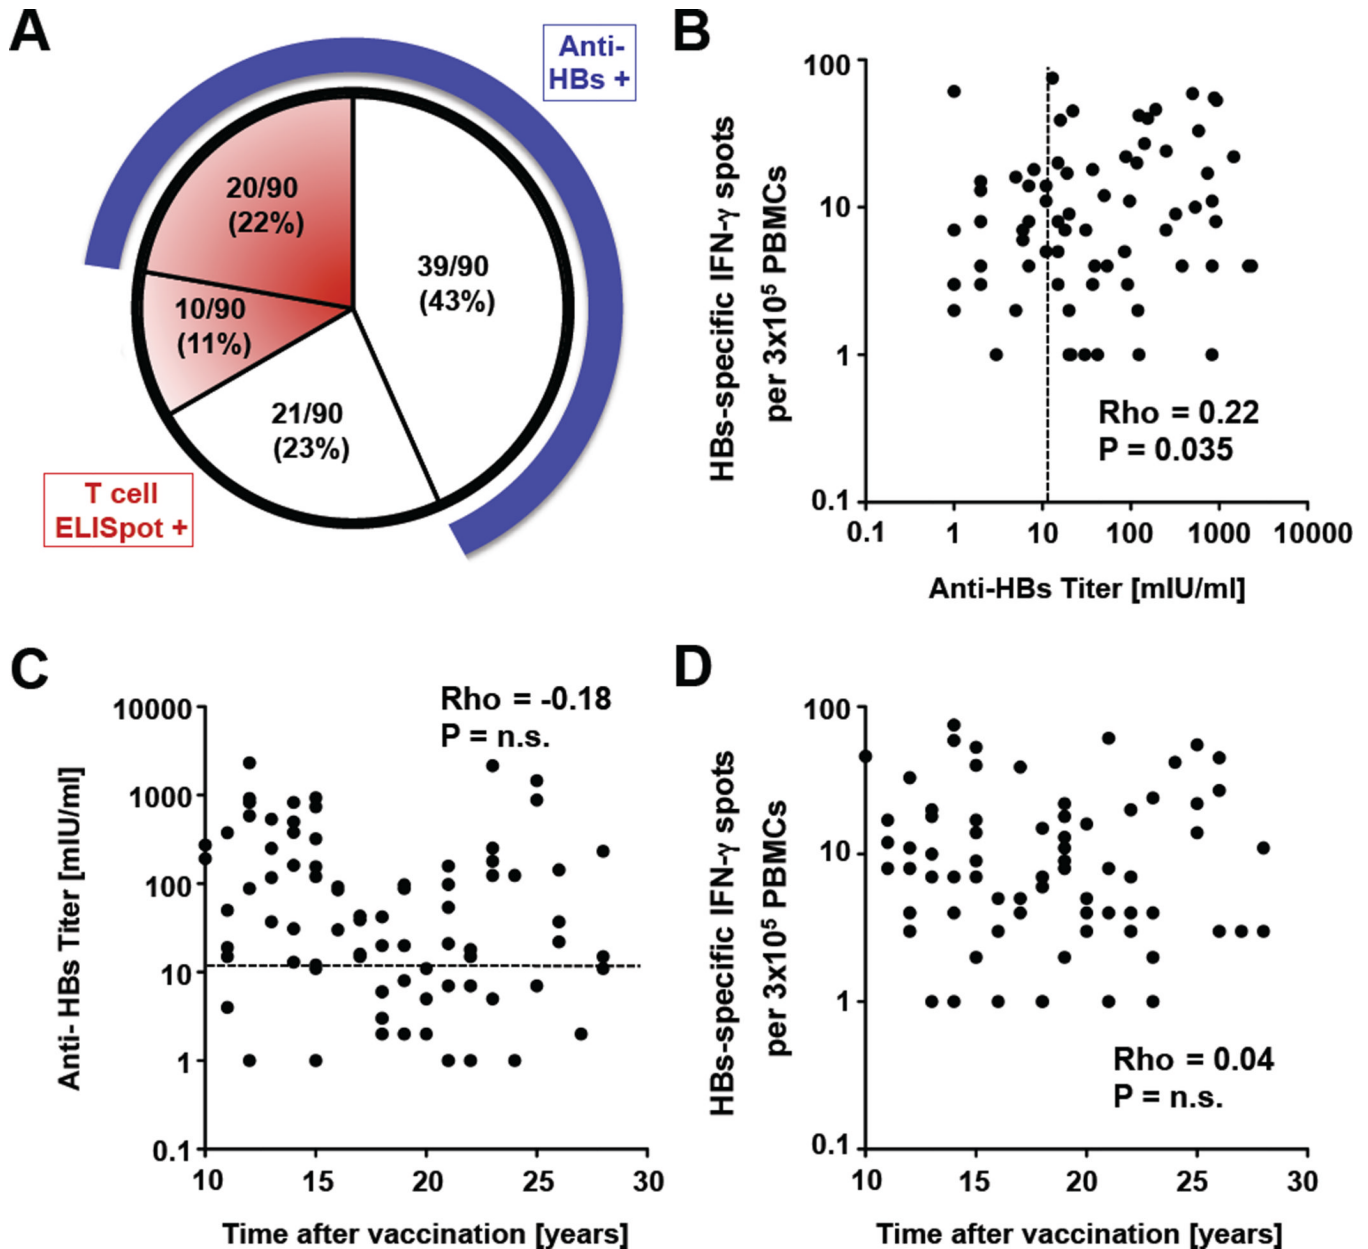 A
Anti-
HBs +
20/90
(22%)
39/90
(43%)
10/90
(11%)
21/90
(23%)
T cell
ELISpot +
B
HBs-specific IFN-γ spots
per 3x10⁵ PBMCs
100
10
1
0.1
Rho = 0.22
P = 0.035
0.1 1 10 100 1000 10000
Anti-HBs Titer [mIU/ml]
C
Anti- HBs Titer [mIU/ml]
10000
1000
100
10
1
0.1
Rho = -0.18
P = n.s.
10 15 20 25 30
Time after vaccination [years]
D
HBs-specific IFN-γ spots
per 3x10⁵ PBMCs
100
10
1
0.1
Rho = 0.04
P = n.s.
10 15 20 25 30
Time after vaccination [years]